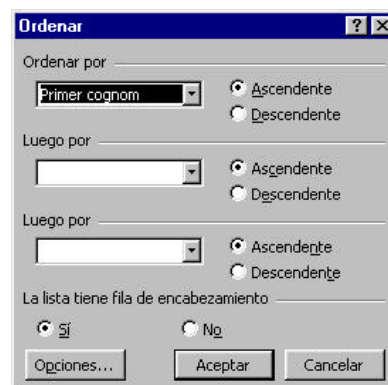 Ordenar
Ordenar por
Primer cognom
Ascendente
Descendente
Luego por
Ascendente
Descendente
Luego por
Ascendente
Descendente
La lista tiene fila de encabezamiento
Sí No
Opciones... Aceptar Cancelar